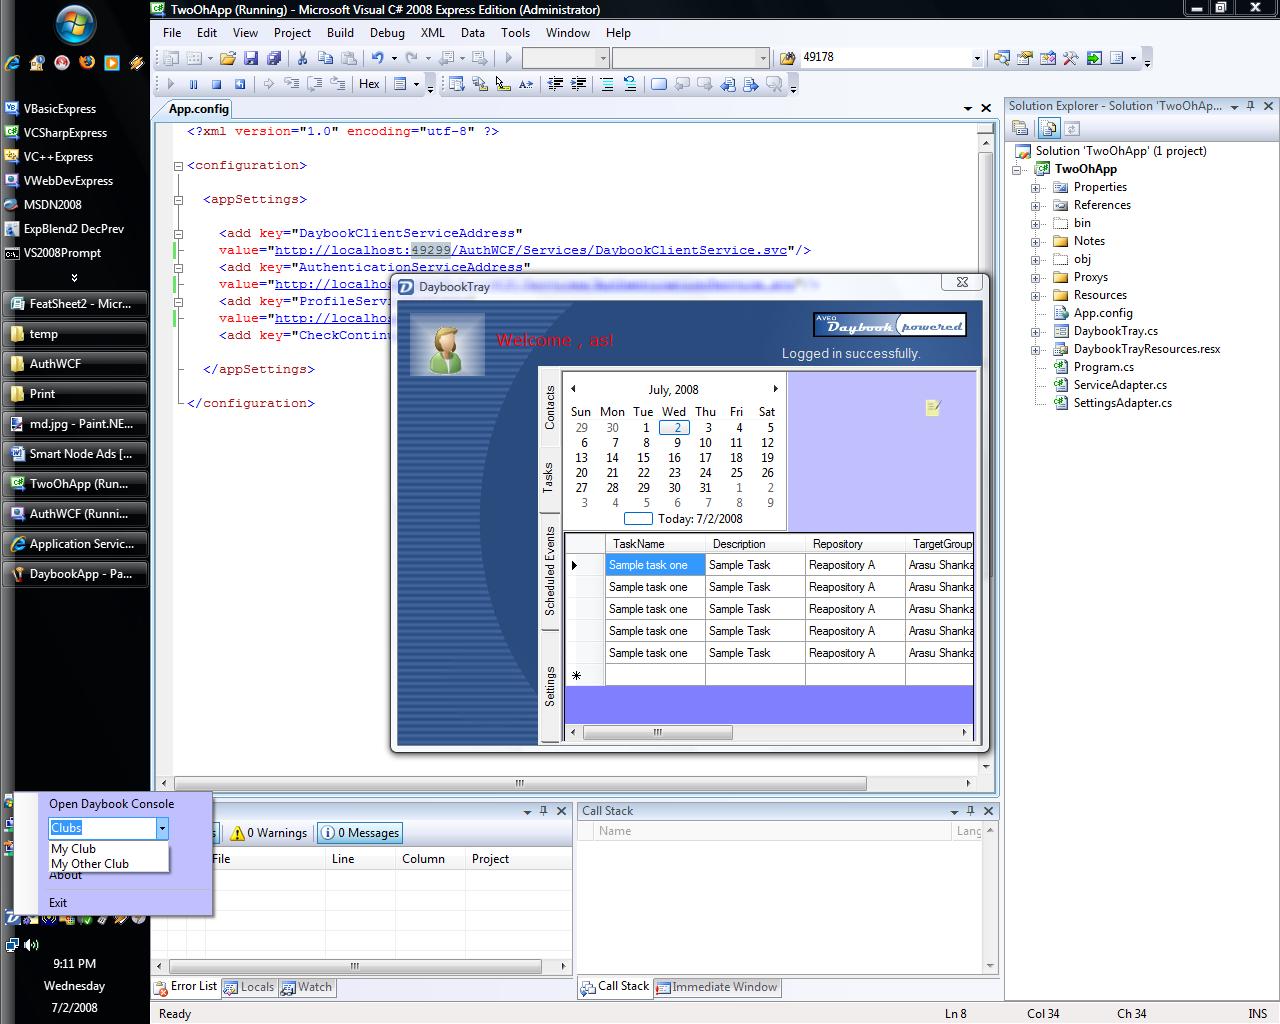 TwoOhApp (Running) - Microsoft Visual C# 2008 Express Edition (Administrator)
File Edit View Project Build Debug XML Data Tools Window Help
49178
Hex
VBasicExpress
VCSharpExpress
VC++Express
VWebDevExpress
MSDN2008
ExpBlend2 DecPrev
VS2008Prompt
FeatSheet2 - Micr...
temp
AuthWCF
Print
md.jpg - Paint.NE...
Smart Node Ads [...
TwoOhApp (Run...
AuthWCF (Runni...
Application Servic...
DaybookApp - Pa...
App.config
<?xml version="1.0" encoding="utf-8" ?>
<configuration>
<appSettings>
<add key="DaybookClientServiceAddress"
value="http://localhost:49299/AuthWCF/Services/DaybookClientService.svc"/>
<add key="AuthenticationServiceAddress"
value="http://localhos
<add key="ProfileServi
value="http://localhos
<add key="CheckContinu
</appSettings>
</configuration>
DaybookTray
Welcome , as!
AVEO
Daybook powered
Logged in successfully.
Contacts
Tasks
Scheduled Events
Settings
July, 2008
Sun Mon Tue Wed Thu Fri Sat
29 30 1 2 3 4 5
6 7 8 9 10 11 12
13 14 15 16 17 18 19
20 21 22 23 24 25 26
27 28 29 30 31 1 2
3 4 5 6 7 8 9
Today: 7/2/2008
TaskName Description Repository TargetGroup
Sample task one Sample Task Reapository A Arasu Shanka
Sample task one Sample Task Reapository A Arasu Shanka
Sample task one Sample Task Reapository A Arasu Shanka
Sample task one Sample Task Reapository A Arasu Shanka
Sample task one Sample Task Reapository A Arasu Shanka
Solution Explorer - Solution 'TwoOhAp...
Solution 'TwoOhApp' (1 project)
TwoOhApp
Properties
References
bin
Notes
obj
Proxys
Resources
App.config
DaybookTray.cs
DaybookTrayResources.resx
Program.cs
ServiceAdapter.cs
SettingsAdapter.cs
Open Daybook Console
Clubs
My Club
My Other Club
About
Exit
0 Warnings 0 Messages
File Line Column Project
Error List Locals Watch
Call Stack
Name Lang
Call Stack Immediate Window
9:11 PM
Wednesday
7/2/2008
Ready Ln 8 Col 34 Ch 34 INS